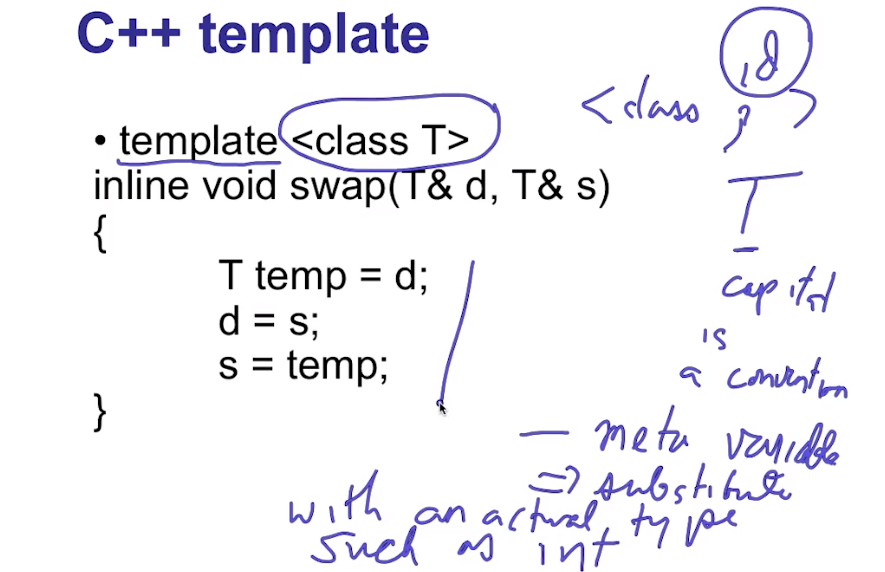 C++ template
• template <class T>
inline void swap(T& d, T& s)
{
T temp = d;
d = s;
s = temp;
}
<class id>
T
capital
is
a convention
— meta variable
=> substitute
with an actual type
such as int